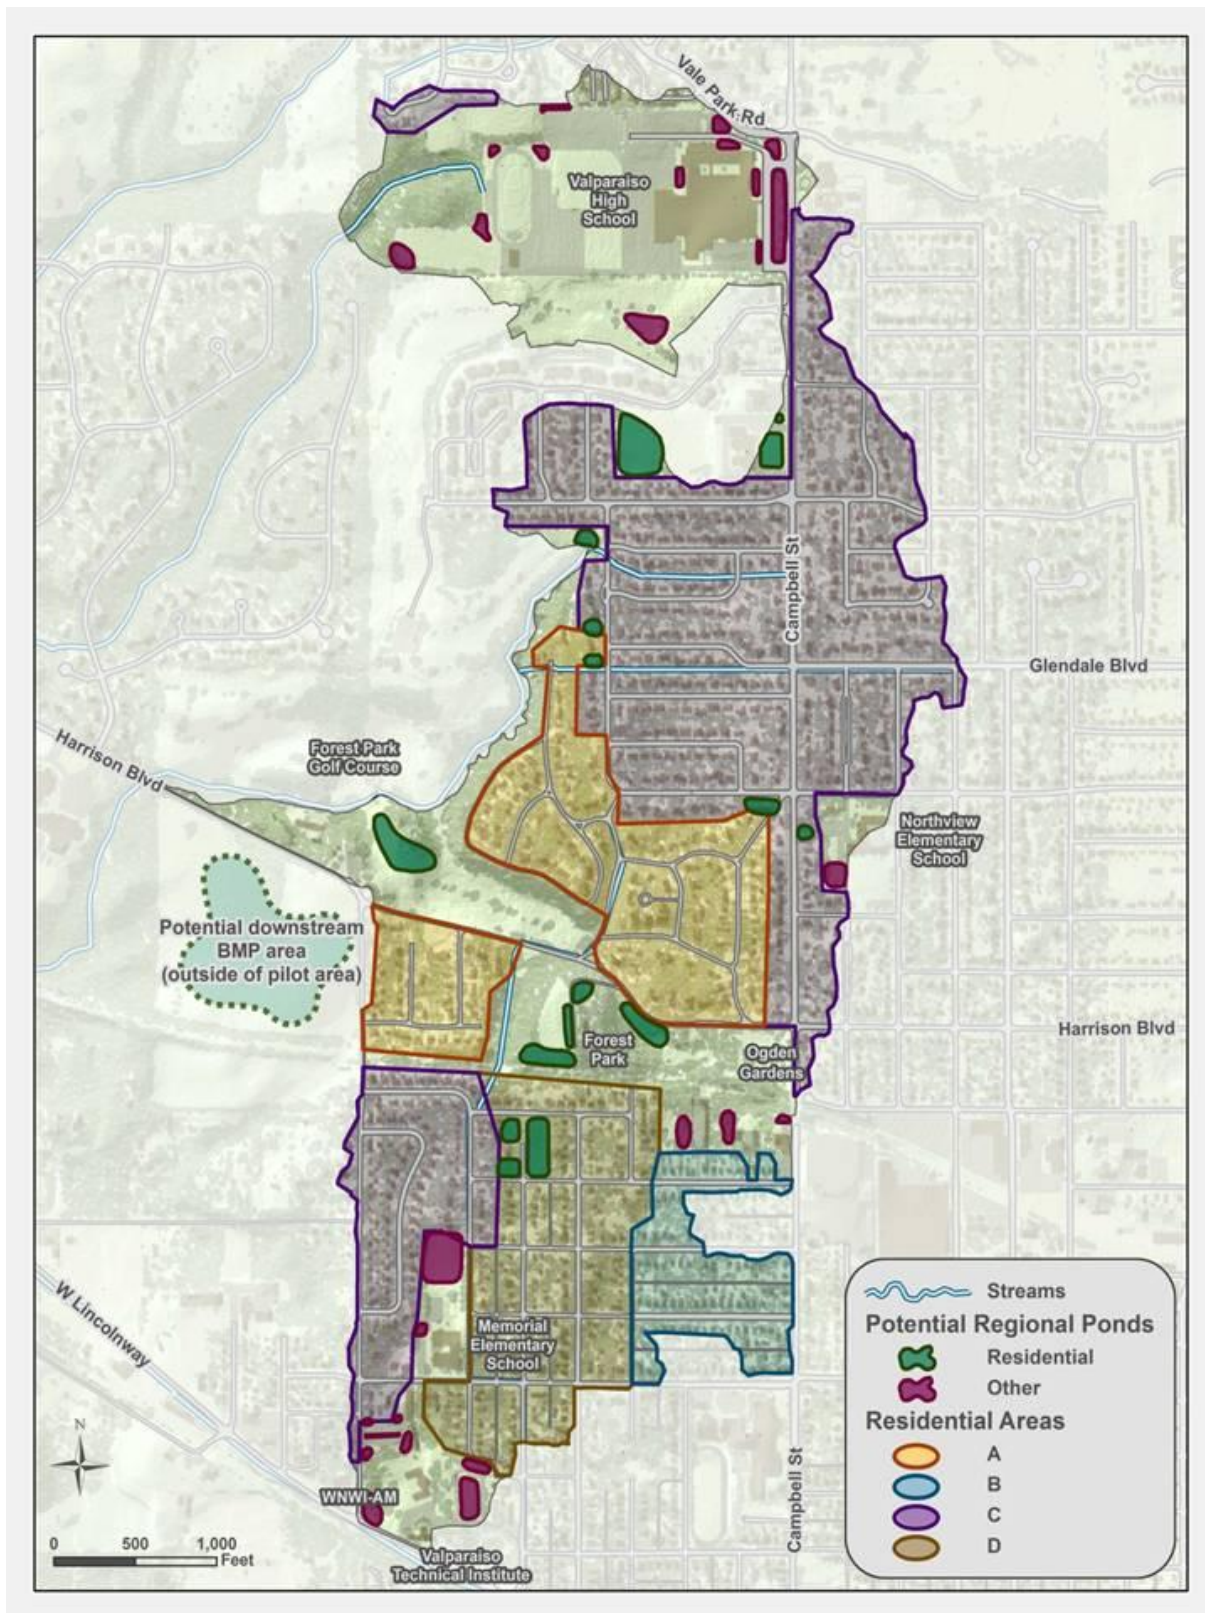 Vale Park Rd
Valparaiso
High
School
Campbell St
Glendale Blvd
Harrison Blvd
Forest Park
Golf Course
Northview
Elementary
School
Potential downstream
BMP area
(outside of pilot area)
Forest
Park
Harrison Blvd
Ogden
Gardens
W Lincolnway
Memorial
Elementary
School
N
WNWI-AM
Campbell St
0 500 1,000
Feet
Valparaiso
Technical Institute
Streams
Potential Regional Ponds
Residential
Other
Residential Areas
A
B
C
D